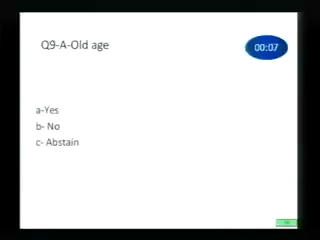 Q9-A-Old age
00:07
a-Yes
b- No
c- Abstain